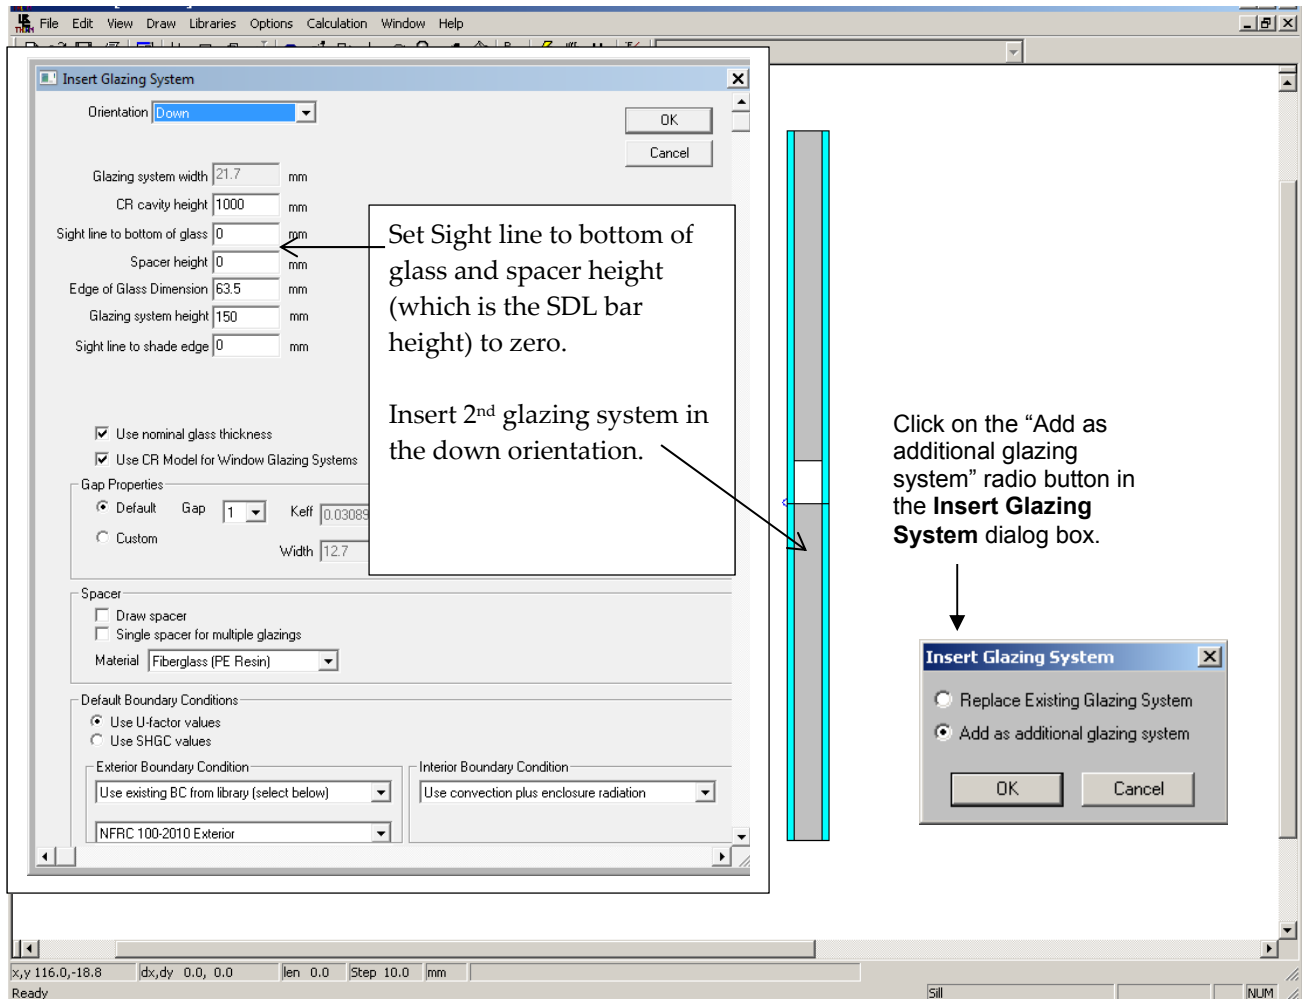 File Edit View Draw Libraries Options Calculation Window Help
Insert Glazing System
Orientation Down
OK
Cancel
Glazing system width 21.7 mm
CR cavity height 1000 mm
Sight line to bottom of glass 0 mm
Spacer height 0 mm
Edge of Glass Dimension 63.5 mm
Glazing system height 150 mm
Sight line to shade edge 0 mm
Use nominal glass thickness
Use CR Model for Window Glazing Systems
Gap Properties
Default Gap 1 Keff 0.03089
Custom
Width 12.7
Spacer
Draw spacer
Single spacer for multiple glazings
Material Fiberglass (PE Resin)
Default Boundary Conditions
Use U-factor values
Use SHGC values
Exterior Boundary Condition
Use existing BC from library (select below)
NFRC 100-2010 Exterior
Interior Boundary Condition
Use convection plus enclosure radiation
Set Sight line to bottom of
glass and spacer height
(which is the SDL bar
height) to zero.
Insert 2nd glazing system in
the down orientation.
Click on the “Add as
additional glazing
system” radio button in
the Insert Glazing
System dialog box.
Insert Glazing System
Replace Existing Glazing System
Add as additional glazing system
OK Cancel
x,y 116.0,-18.8 dx,dy 0.0, 0.0 len 0.0 Step 10.0 mm
Ready Sill NUM